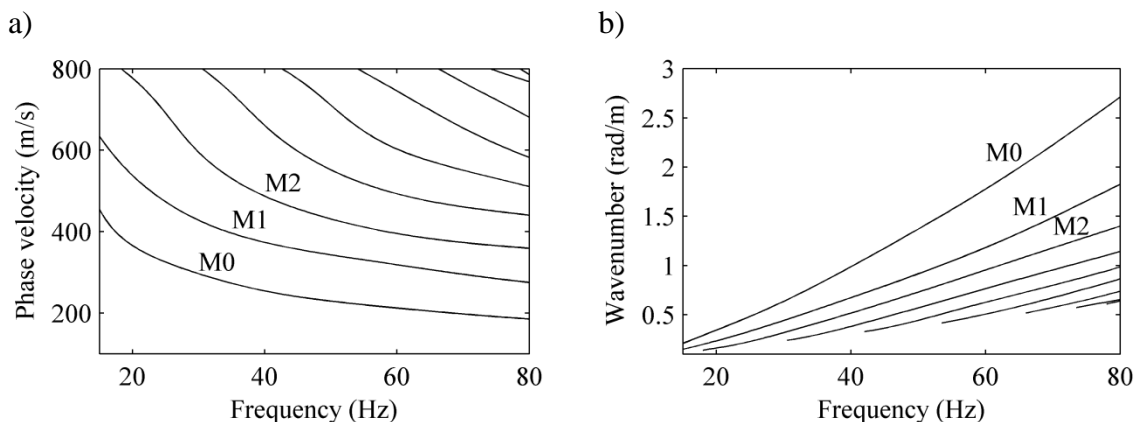 a)
800
600
400
200
20
40
60
80
Phase velocity (m/s)
Frequency (Hz)
M0
M1
M2
b)
3
2.5
2
1.5
1
0.5
20
40
60
80
Wavenumber (rad/m)
Frequency (Hz)
M0
M1
M2